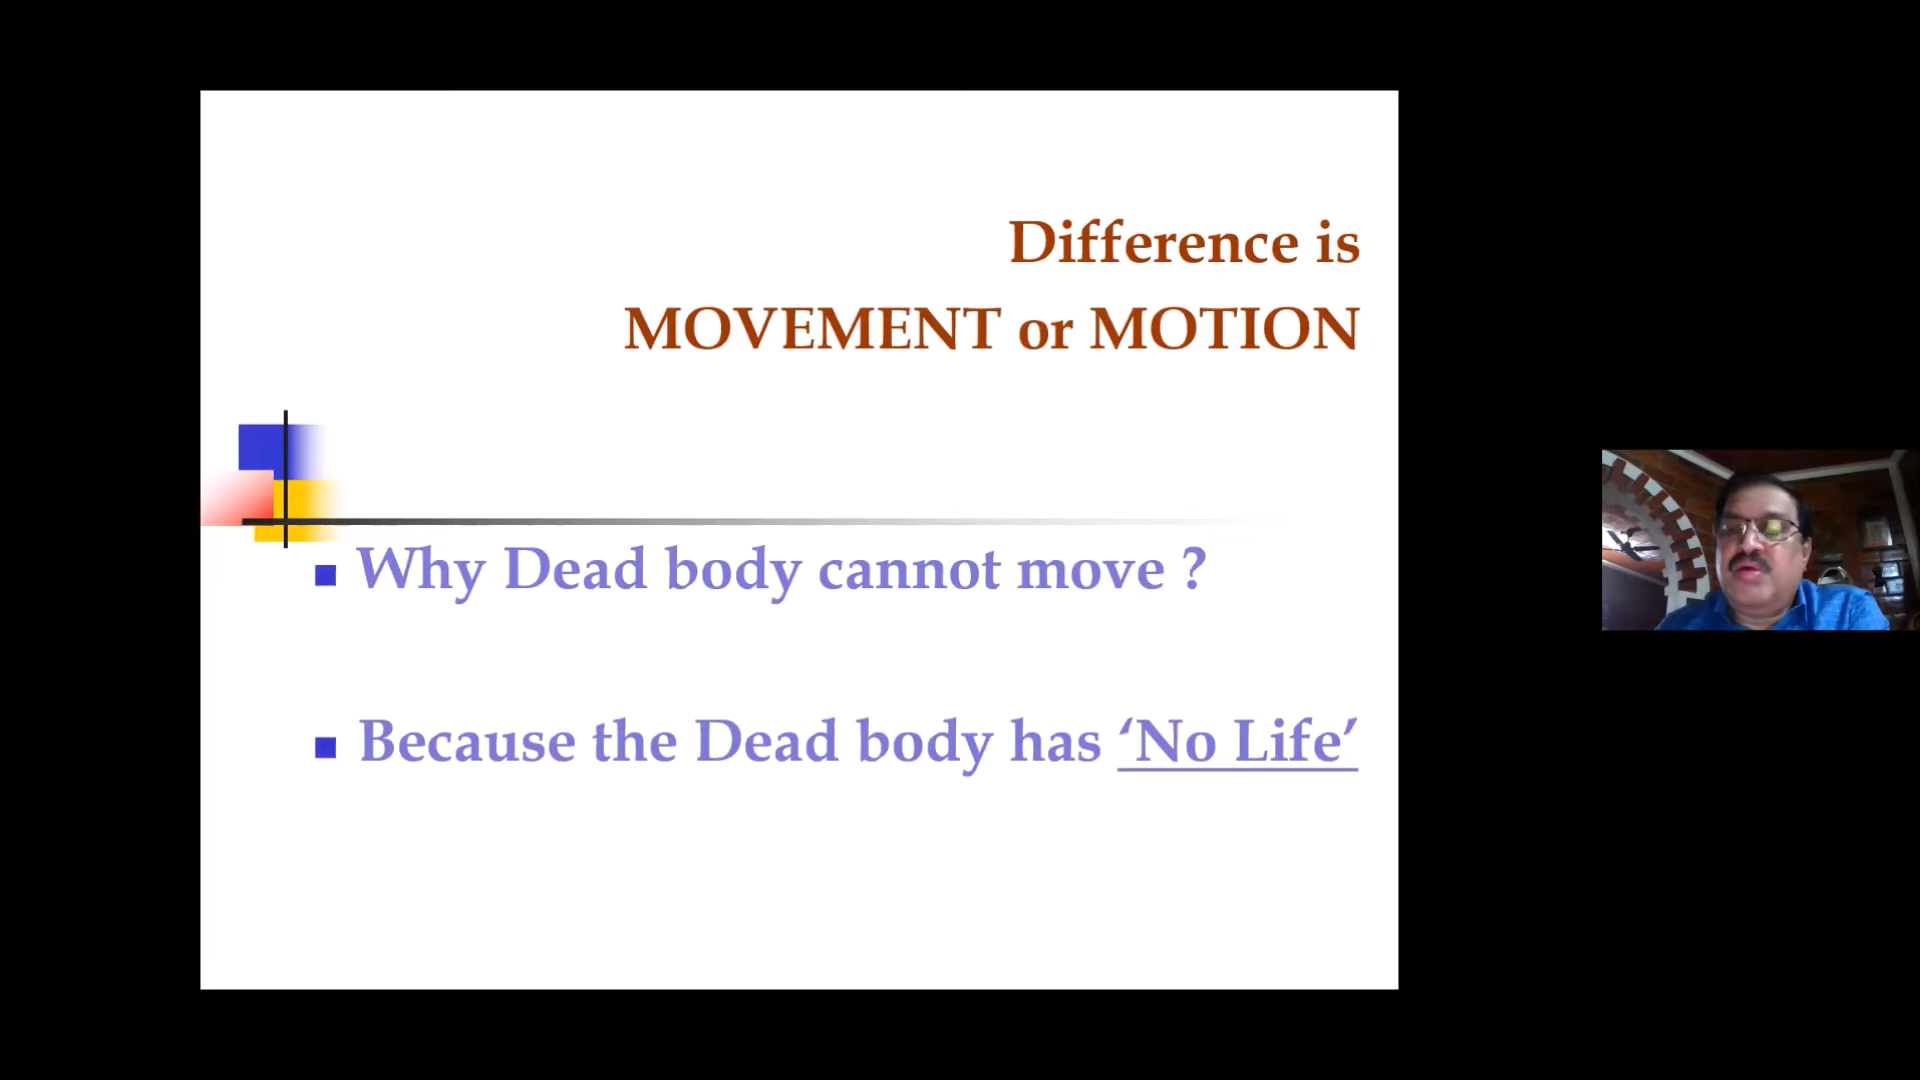 Difference is
MOVEMENT or MOTION
Why Dead body cannot move ?
Because the Dead body has ‘No Life’